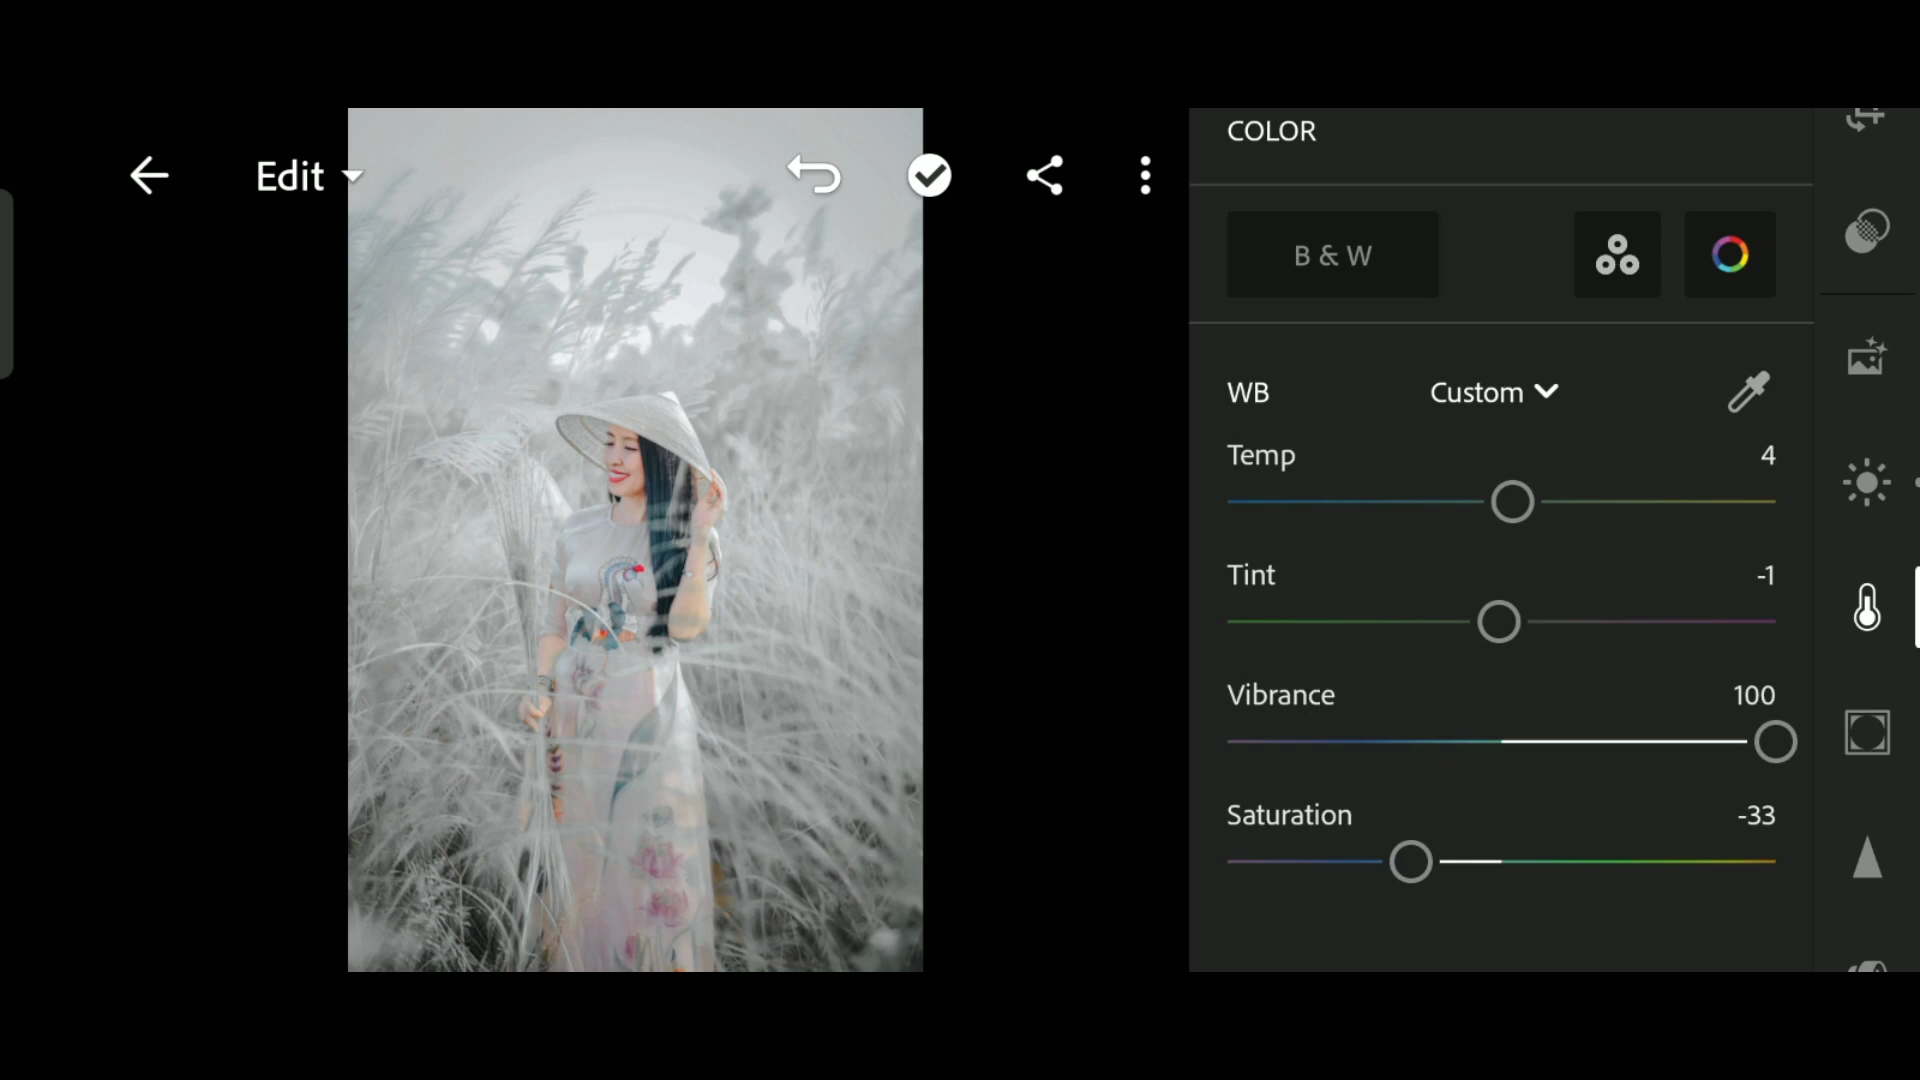 Edit
COLOR
B & W
WB Custom
Temp 4
Tint -1
Vibrance 100
Saturation -33